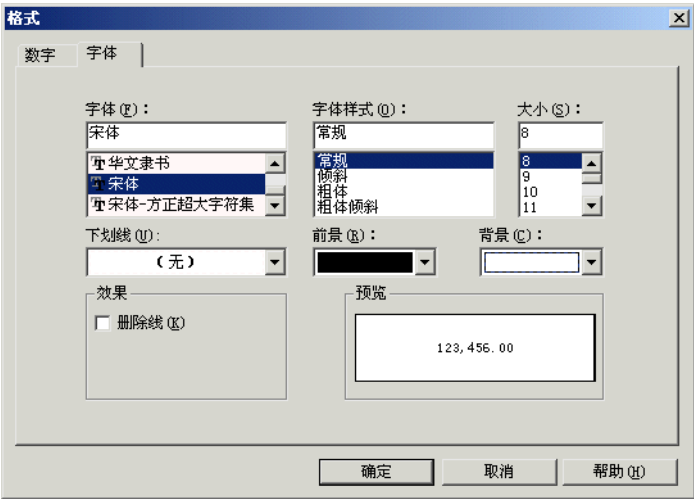 格式
数字 字体
字体(F)： 字体样式(O)： 大小(S)：
宋体 常规 8
华文隶书 常规 8
宋体 倾斜 9
宋体-方正超大字符集 粗体 10
粗体倾斜 11
下划线(U): 前景(R)： 背景(C)：
(无)
效果 预览
删除线(K)
123,456.00
确定 取消 帮助(H)